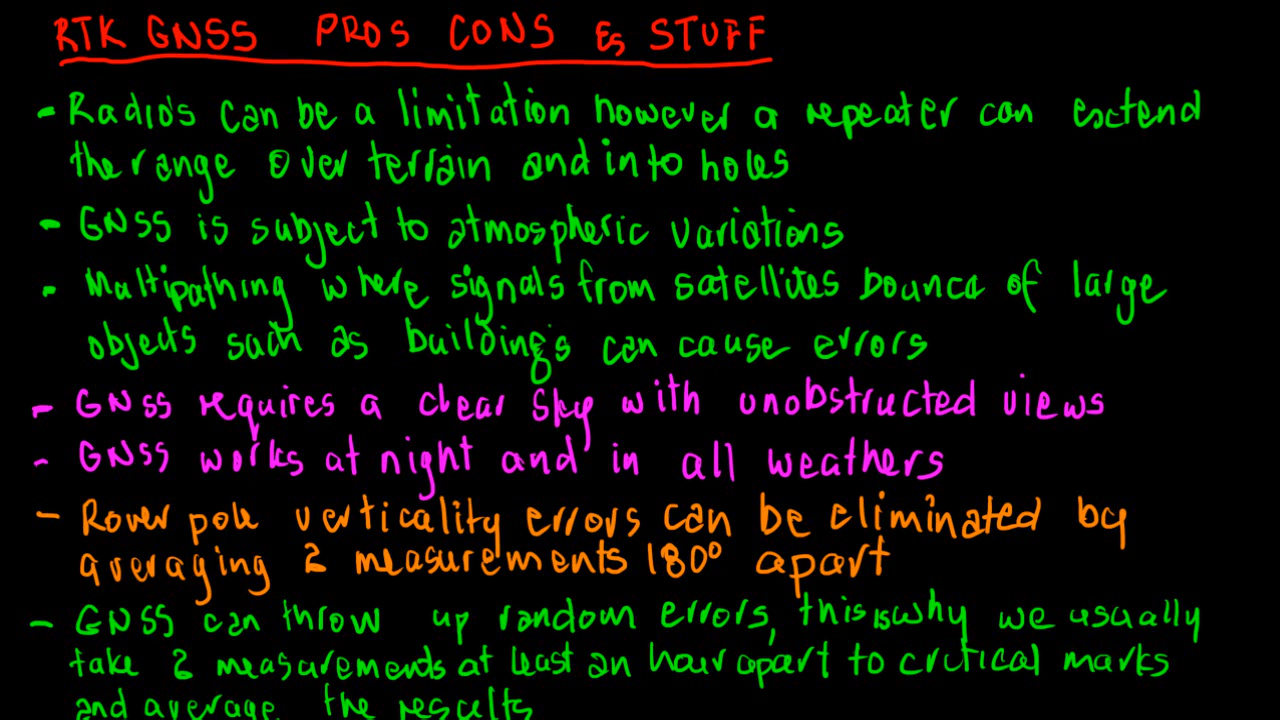 RTK GNSS PROS CONS & STUFF
- Radio's can be a limitation however a repeater can extend
the range over terrain and into holes
- GNSS is subject to atmospheric variations
- Multipathing where signals from satellites bounce of large
objects such as buildings can cause errors
- GNSS requires a clear sky with unobstructed views
- GNSS works at night and in all weathers
- Rover pole verticality errors can be eliminated by
averaging 2 measurements 180° apart
- GNSS can throw up random errors, this is why we usually
take 2 measurements at least an hour apart to critical marks
and average the results